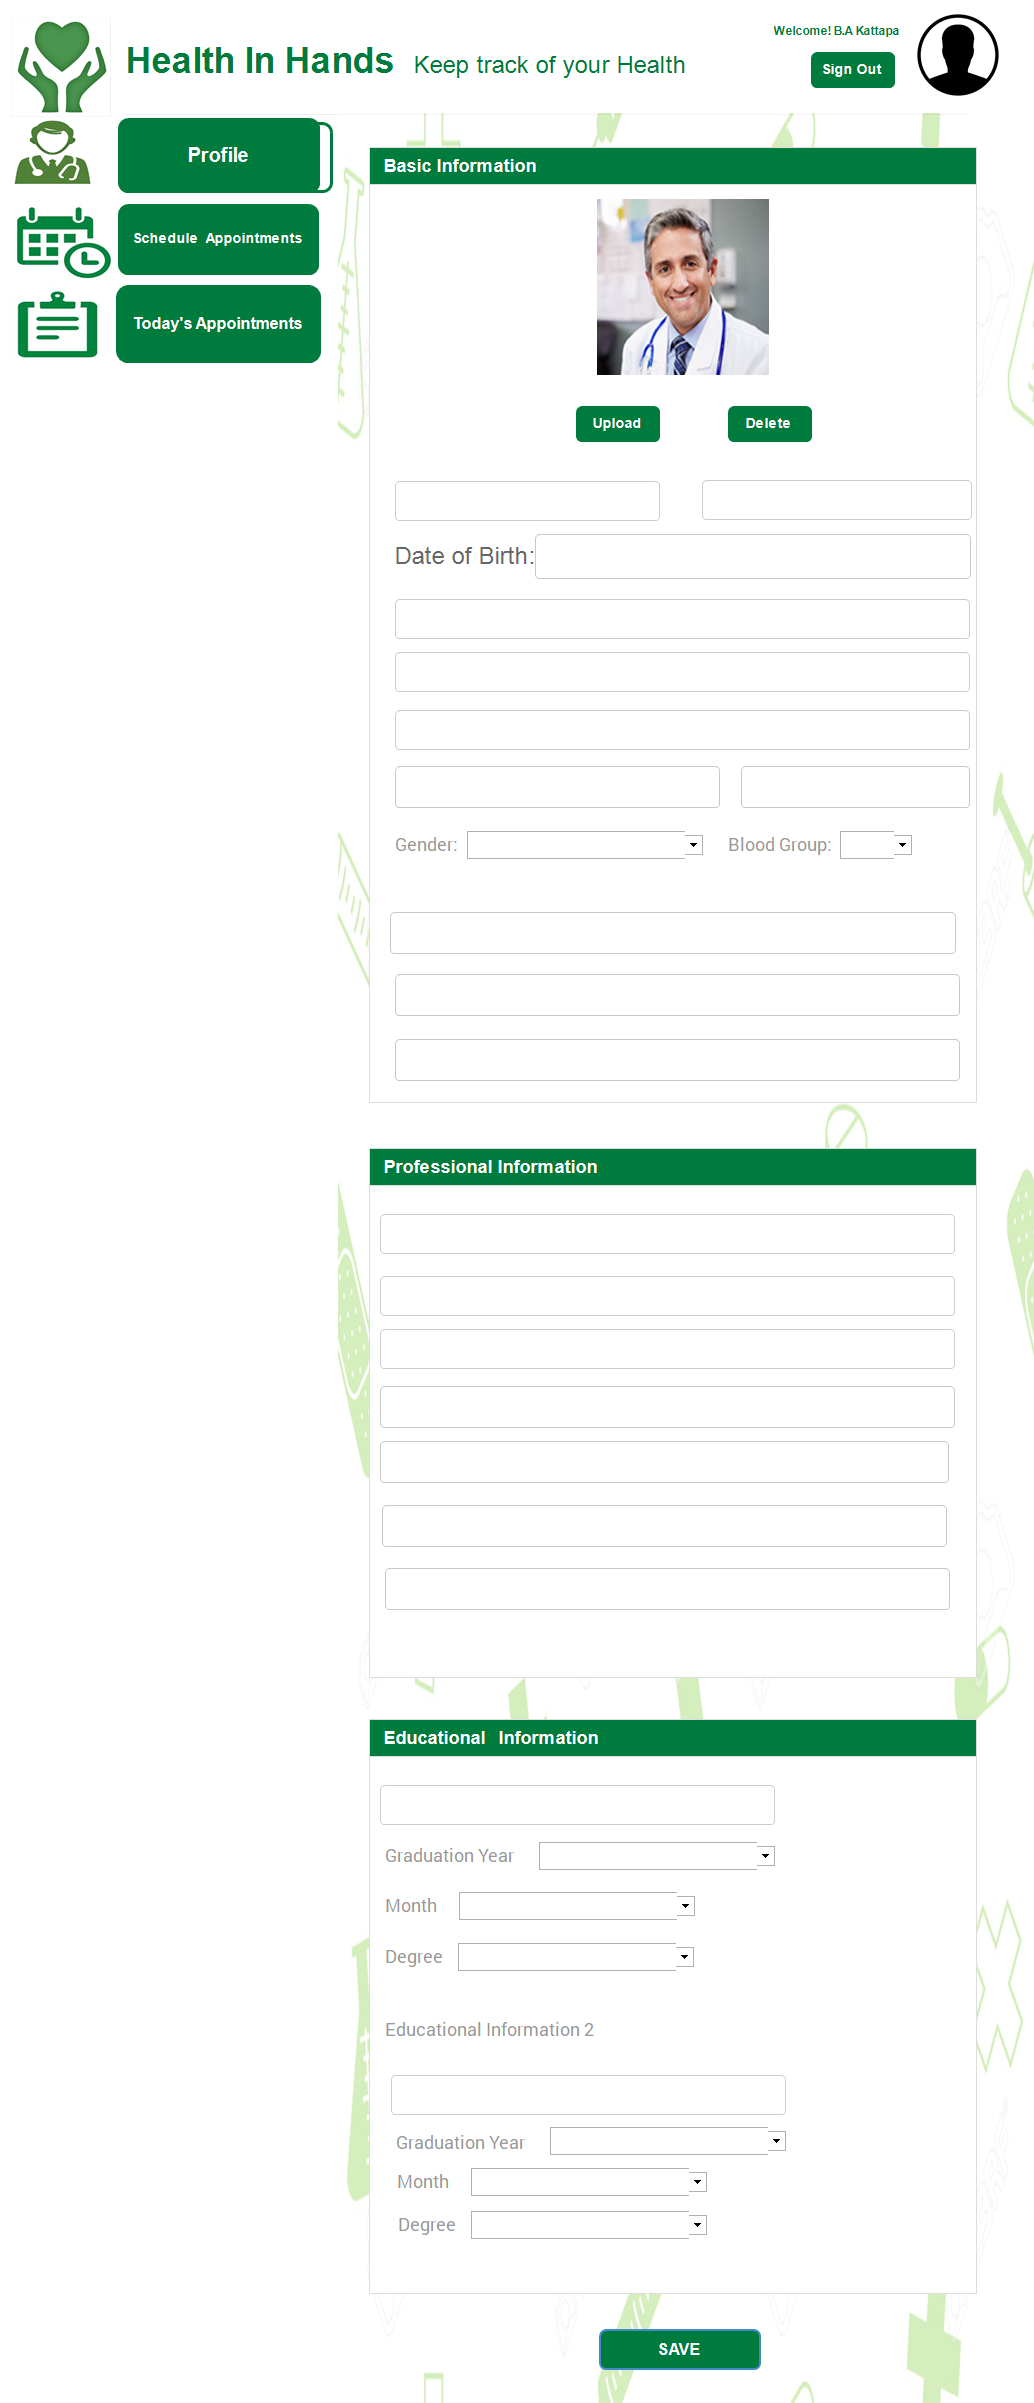 Welcome! B.A Kattapa
Health In Hands Keep track of your Health
Sign Out
Profile
Schedule Appointments
Today's Appointments
Basic Information
Upload Delete
Date of Birth:
Gender: Blood Group:
Professional Information
Educational Information
Graduation Year
Month
Degree
Educational Information 2
Graduation Year
Month
Degree
SAVE